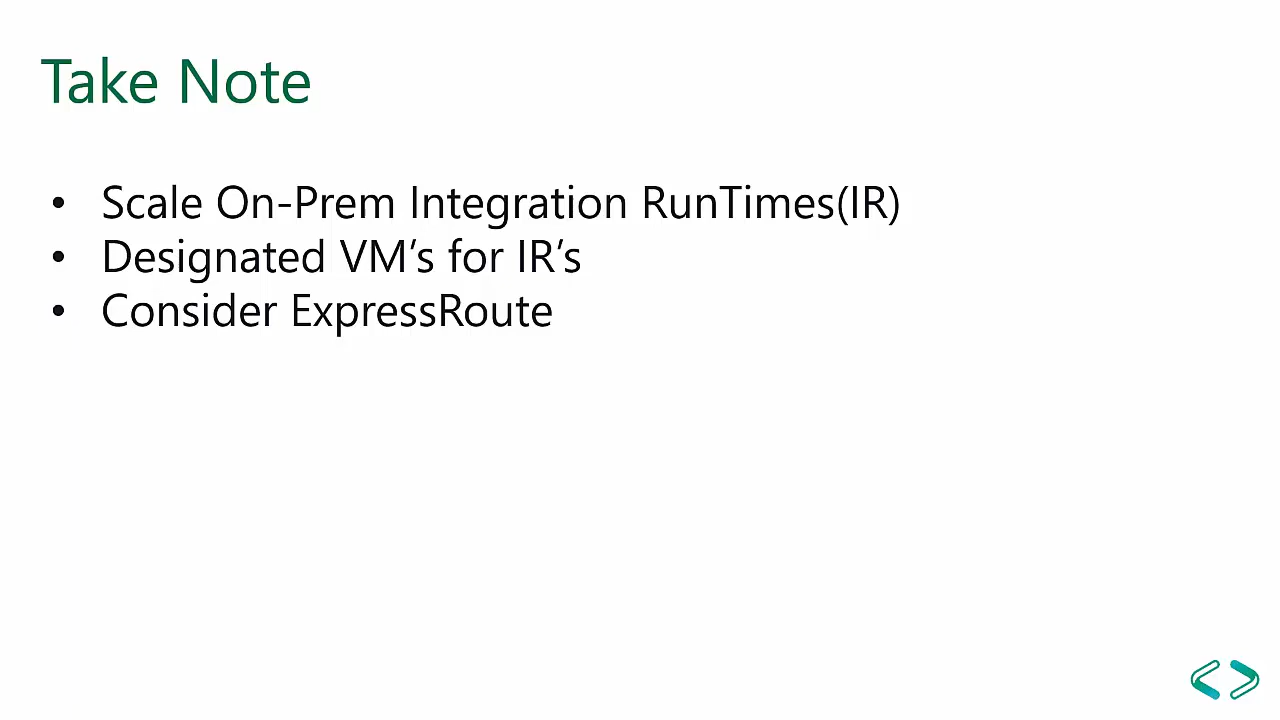 Take Note
• Scale On-Prem Integration RunTimes(IR)
• Designated VM‘s for IR’s
• Consider ExpressRoute